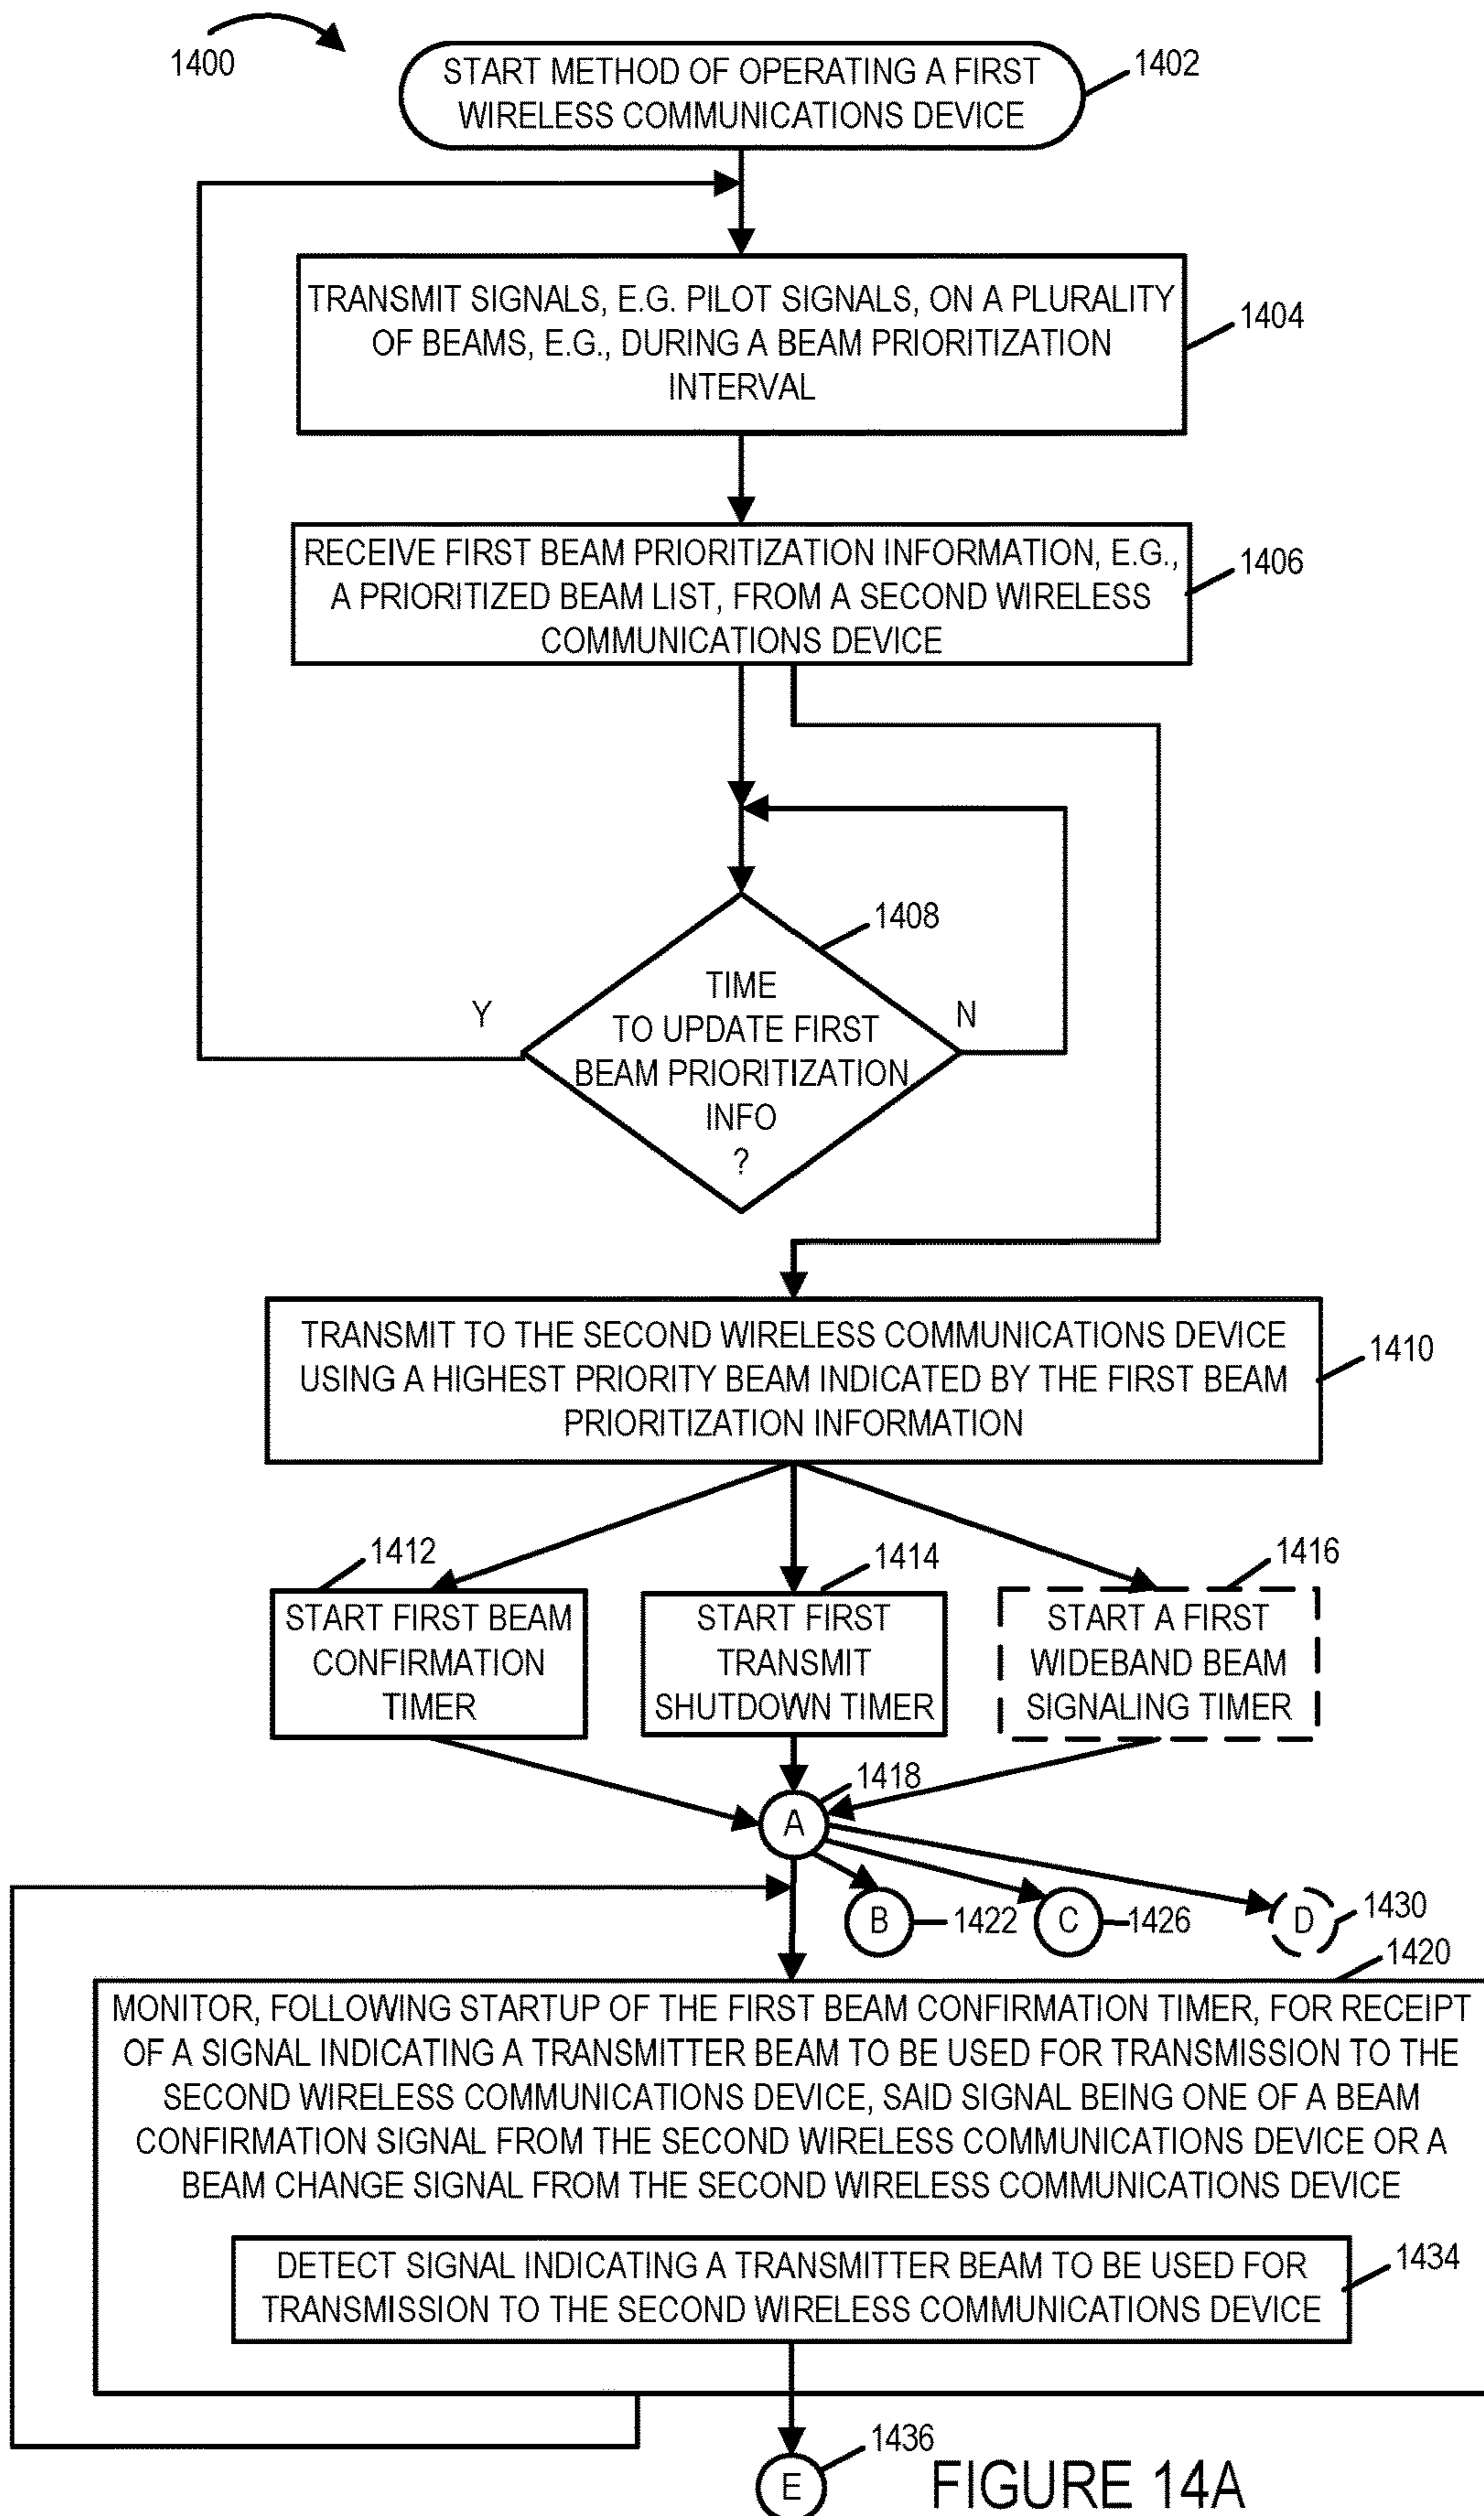 1400
START METHOD OF OPERATING A FIRST
WIRELESS COMMUNICATIONS DEVICE
1402
TRANSMIT SIGNALS, E.G. PILOT SIGNALS, ON A PLURALITY
OF BEAMS, E.G., DURING A BEAM PRIORITIZATION
INTERVAL
1404
RECEIVE FIRST BEAM PRIORITIZATION INFORMATION, E.G.,
A PRIORITIZED BEAM LIST, FROM A SECOND WIRELESS
COMMUNICATIONS DEVICE
1406
1408
TIME
TO UPDATE FIRST
BEAM PRIORITIZATION
INFO
?
Y
N
TRANSMIT TO THE SECOND WIRELESS COMMUNICATIONS DEVICE
USING A HIGHEST PRIORITY BEAM INDICATED BY THE FIRST BEAM
PRIORITIZATION INFORMATION
1410
1412
START FIRST BEAM
CONFIRMATION
TIMER
1414
START FIRST
TRANSMIT
SHUTDOWN TIMER
1416
START A FIRST
WIDEBAND BEAM
SIGNALING TIMER
1418
A
B
1422
C
1426
D
1430
1420
MONITOR, FOLLOWING STARTUP OF THE FIRST BEAM CONFIRMATION TIMER, FOR RECEIPT
OF A SIGNAL INDICATING A TRANSMITTER BEAM TO BE USED FOR TRANSMISSION TO THE
SECOND WIRELESS COMMUNICATIONS DEVICE, SAID SIGNAL BEING ONE OF A BEAM
CONFIRMATION SIGNAL FROM THE SECOND WIRELESS COMMUNICATIONS DEVICE OR A
BEAM CHANGE SIGNAL FROM THE SECOND WIRELESS COMMUNICATIONS DEVICE
DETECT SIGNAL INDICATING A TRANSMITTER BEAM TO BE USED FOR
TRANSMISSION TO THE SECOND WIRELESS COMMUNICATIONS DEVICE
1434
1436
E
FIGURE 14A